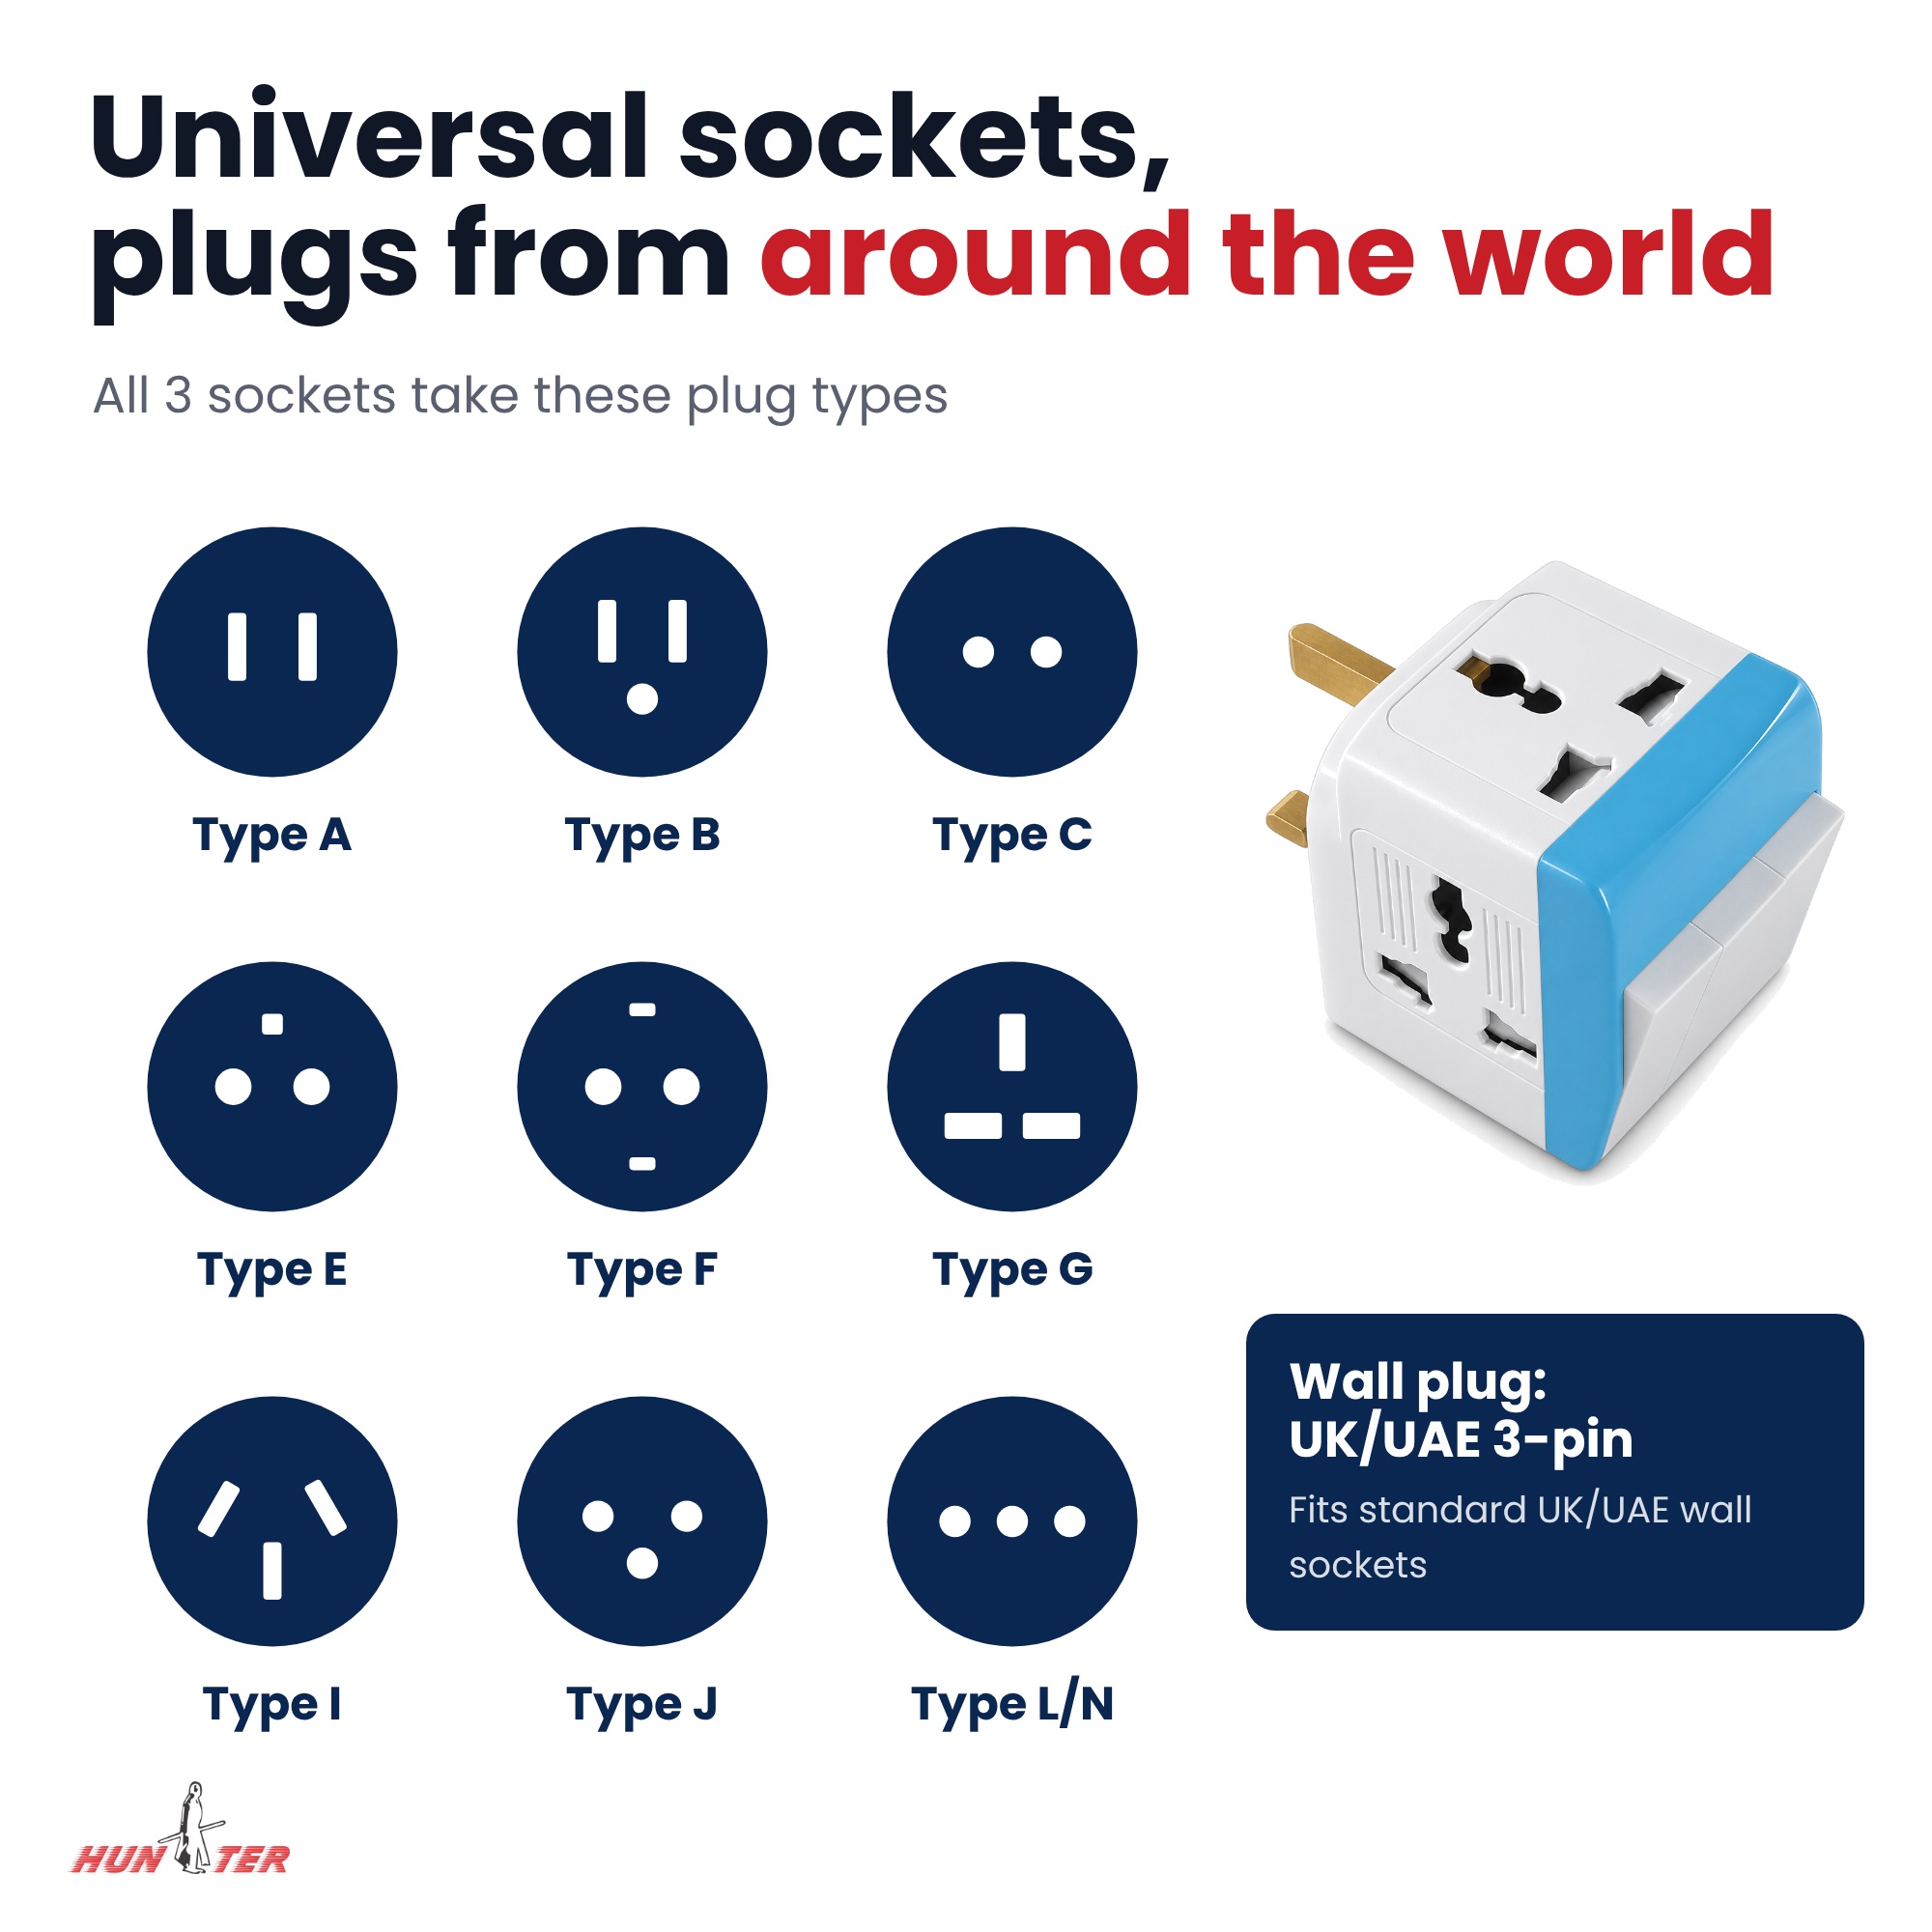 Universal sockets,
plugs from around the world
All 3 sockets take these plug types
Type A
Type B
Type C
Type E
Type F
Type G
Type I
Type J
Type L/N
Wall plug:
UK/UAE 3-pin
Fits standard UK/UAE wall
sockets
HUNTER